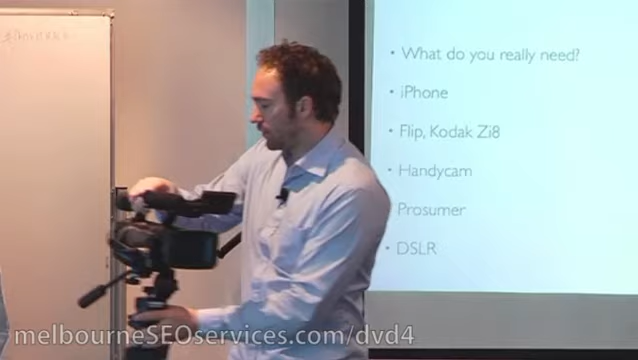 • What do you really need?
• iPhone
• Flip, Kodak Zi8
• Handycam
Prosumer
• DSLR
melbourneSEOservices.com/dvd4